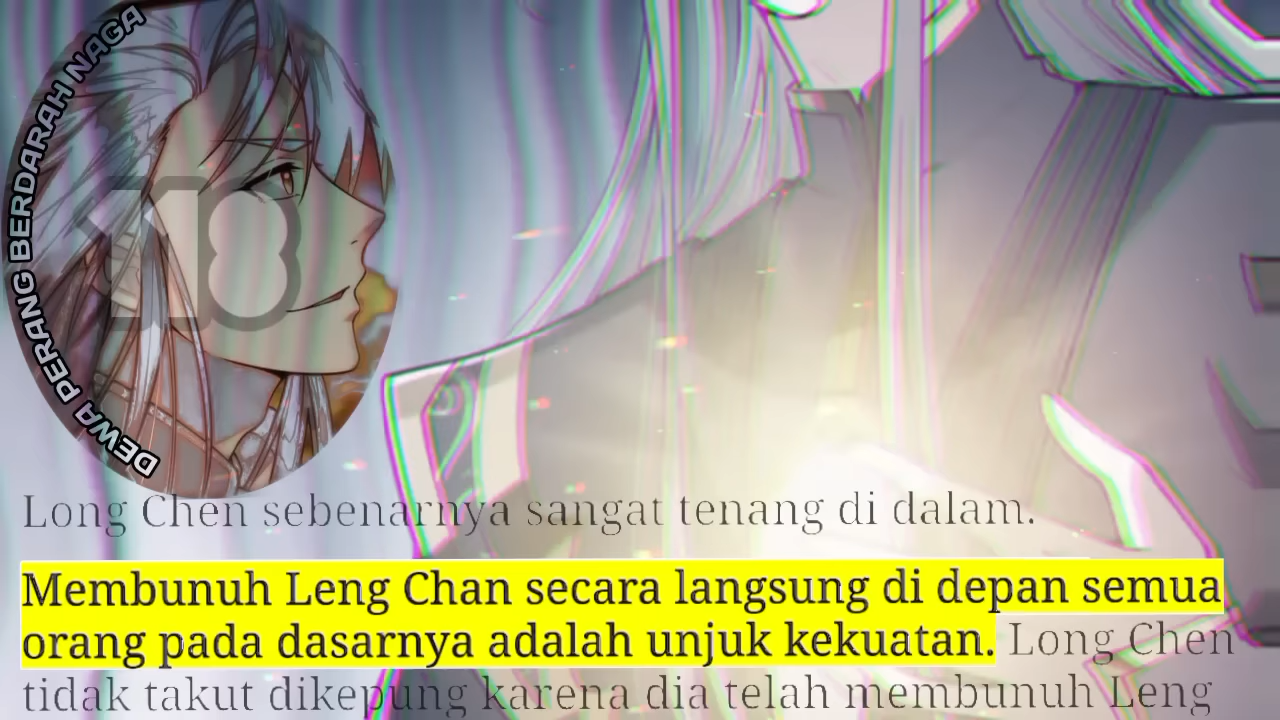 DEWA PERANG BERDARAH NAGA
Long Chen sebenarnya sangat tenang di dalam.
Membunuh Leng Chan secara langsung di depan semua
orang pada dasarnya adalah unjuk kekuatan. Long Chen
tidak takut dikepung karena dia telah membunuh Leng